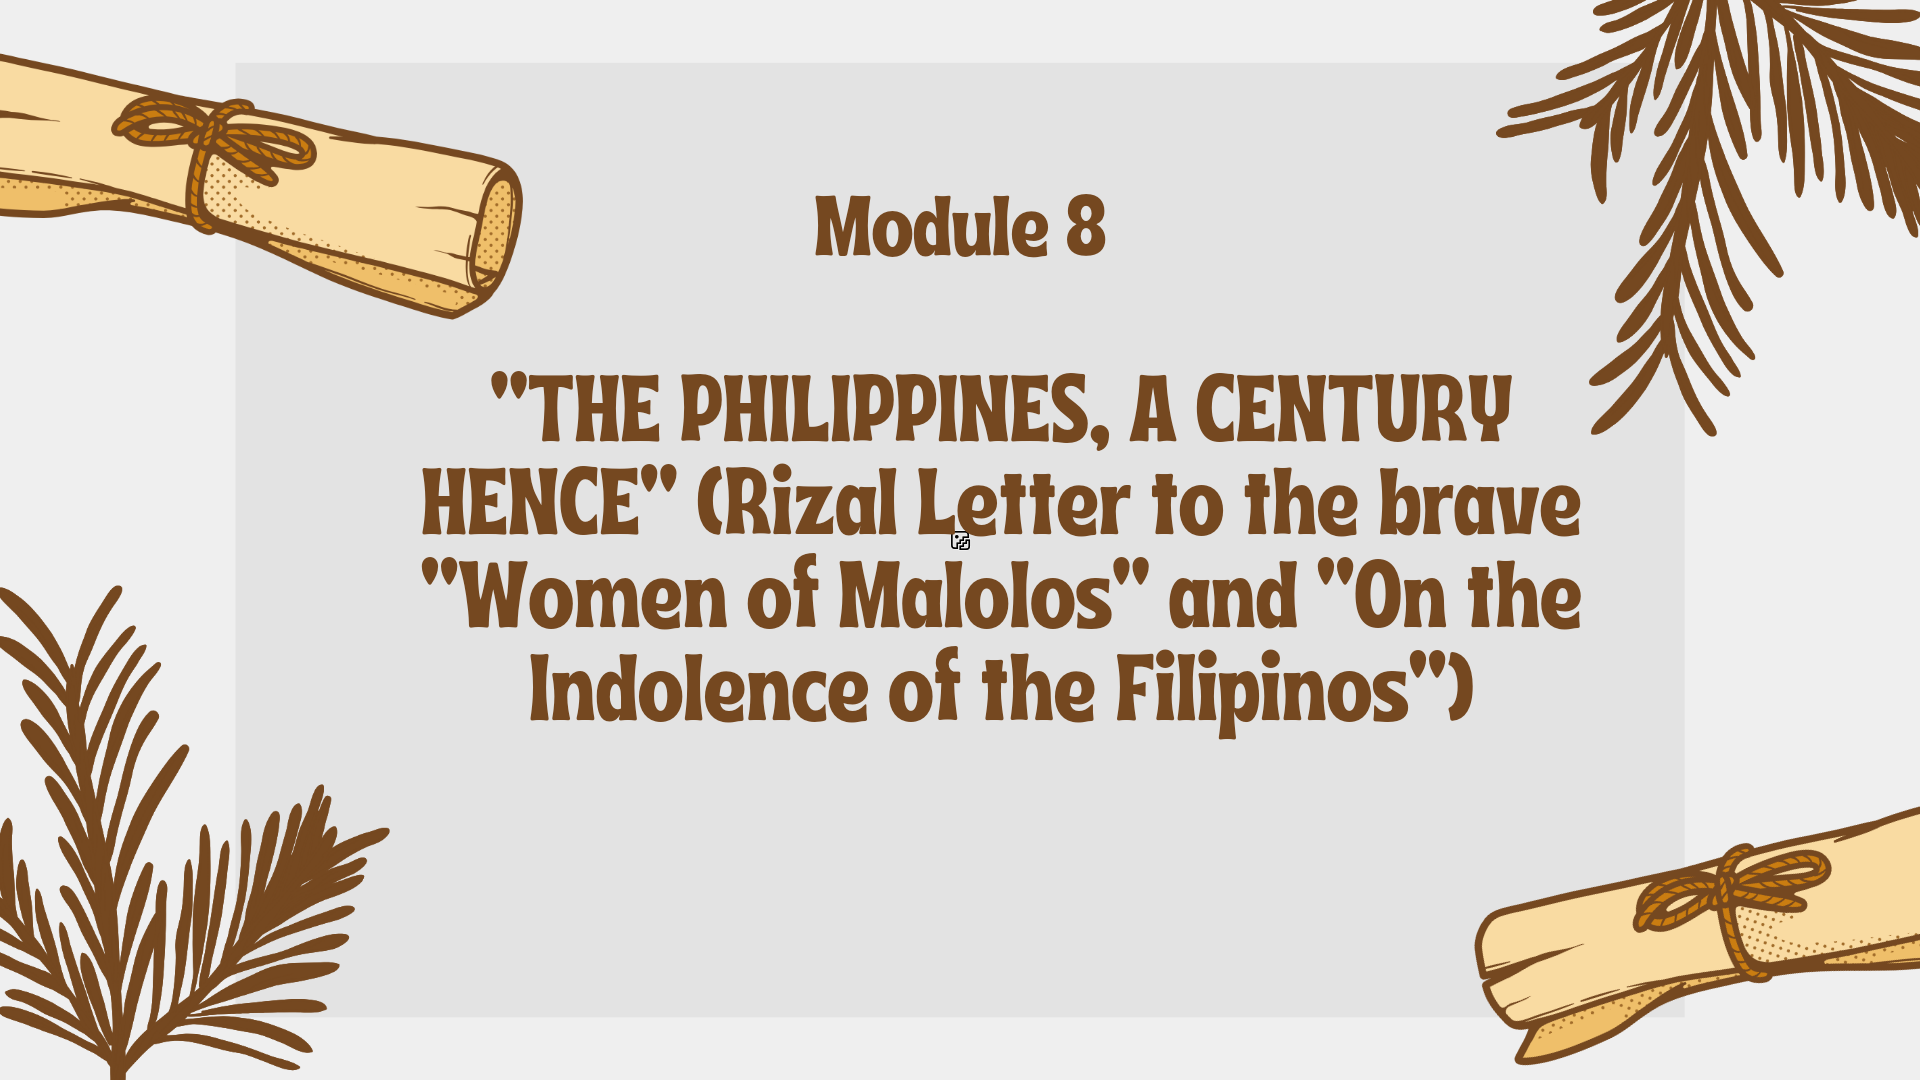 Module 8
"THE PHILIPPINES, A CENTURY
HENCE" (Rizal Letter to the brave
"Women of Malolos" and "On the
Indolence of the Filipinos")